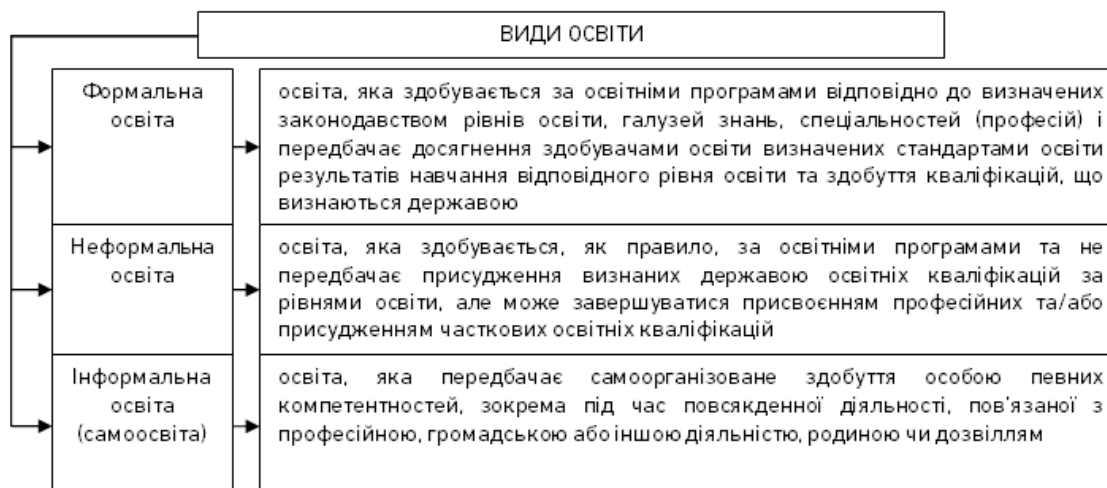 ВИДИ ОСВІТИ
Формальна
освіта
освіта, яка здобувається за освітніми програмами відповідно до визначених
законодавством рівнів освіти, галузей знань, спеціальностей (професій) і
передбачає досягнення здобувачами освіти визначених стандартами освіти
результатів навчання відповідного рівня освіти та здобуття кваліфікацій, що
визнаються державою
Неформальна
освіта
освіта, яка здобувається, як правило, за освітніми програмами та не
передбачає присудження визнаних державою освітніх кваліфікацій за
рівнями освіти, але може завершуватися присвоєнням професійних та/або
присудженням часткових освітніх кваліфікацій
Інформальна
освіта
(самоосвіта)
освіта, яка передбачає самоорганізоване здобуття особою певних
компетентностей, зокрема під час повсякденної діяльності, пов’язаної з
професійною, громадською або іншою діяльністю, родиною чи дозвіллям